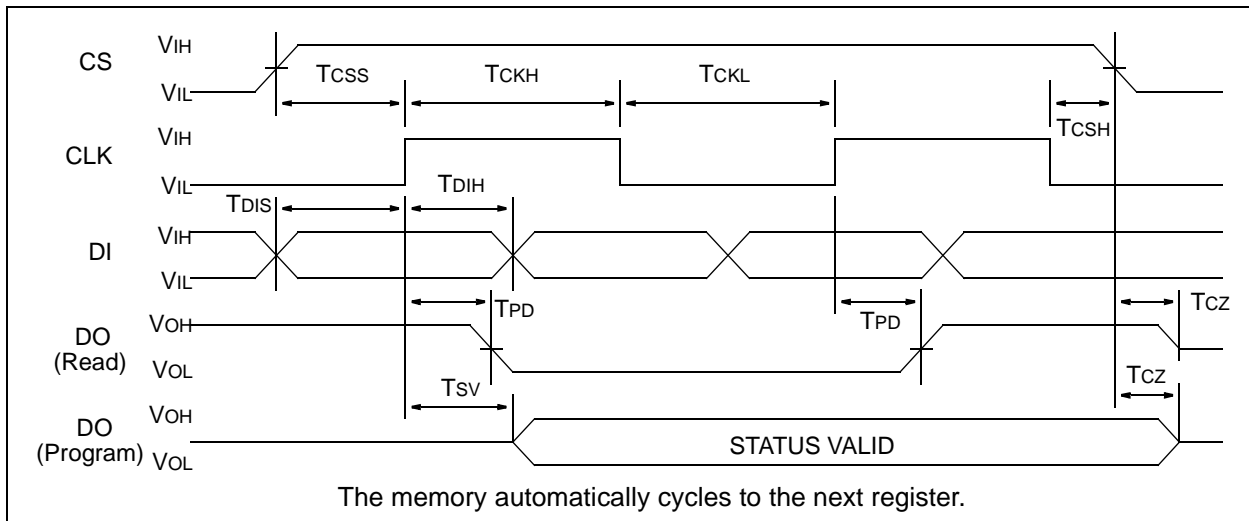 CS
VIH
VIL
TCSS
TCKH
TCKL
TCSH
CLK
VIH
VIL
TDIS
TDIH
DI
VIH
VIL
TPD
TPD
TCZ
DO
(Read)
VOH
VOL
TSV
TCZ
DO
(Program)
VOH
VOL
STATUS VALID
The memory automatically cycles to the next register.